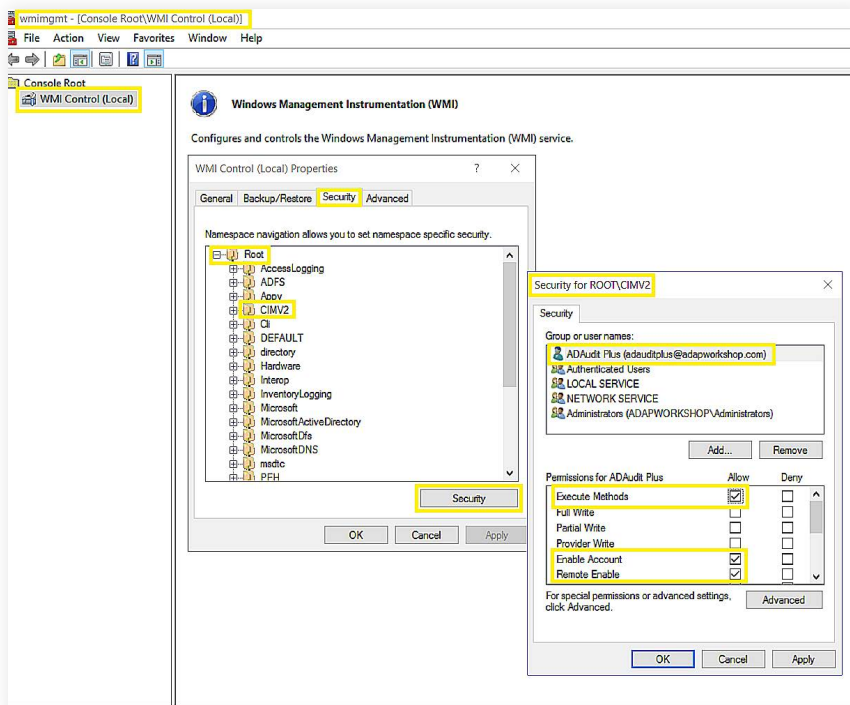 wmimgmt - [Console Root\WMI Control (Local)]
File Action View Favorites Window Help
Console Root
WMI Control (Local)
Windows Management Instrumentation (WMI)
Configures and controls the Windows Management Instrumentation (WMI) service.
WMI Control (Local) Properties
General Backup/Restore Security Advanced
Namespace navigation allows you to set namespace specific security.
Root
AccessLogging
ADFS
Appv
CIMV2
Cli
DEFAULT
directory
Hardware
Interop
InventoryLogging
Microsoft
MicrosoftActiveDirectory
MicrosoftDfs
MicrosoftDNS
msdtc
PEH
Security
OK Cancel Apply
Security for ROOT\CIMV2
Security
Group or user names:
ADAudit Plus (adauditplus@adapworkshop.com)
Authenticated Users
LOCAL SERVICE
NETWORK SERVICE
Administrators (ADAPWORKSHOP\Administrators)
Add... Remove
Permissions for ADAudit Plus Allow Deny
Execute Methods
Full Write
Partial Write
Provider Write
Enable Account
Remote Enable
For special permissions or advanced settings,
click Advanced.
Advanced
OK Cancel Apply